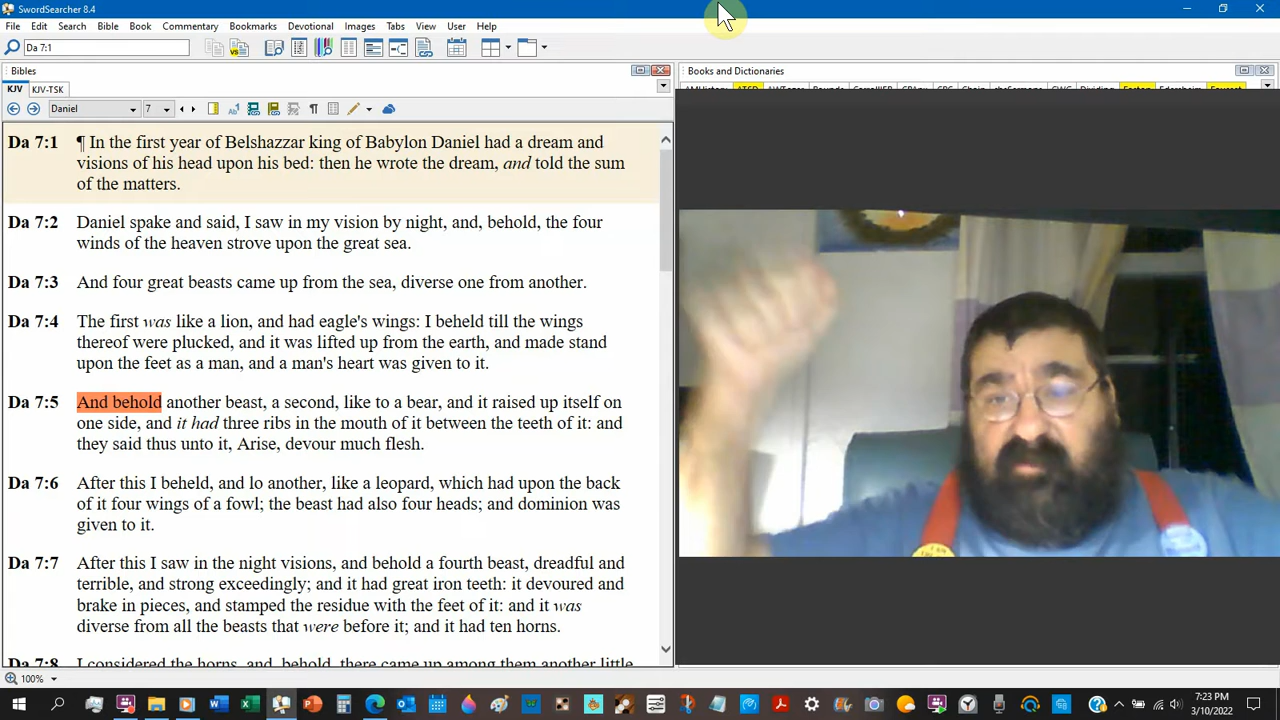 SwordSearcher 8.4
File Edit Search Bible Book Commentary Bookmarks Devotional Images Tabs View User Help
Da 7:1
Bibles
Books and Dictionaries
KJV KJV-TSK
Daniel 7
Da 7:1 ¶ In the first year of Belshazzar king of Babylon Daniel had a dream and
visions of his head upon his bed: then he wrote the dream, and told the sum
of the matters.
Da 7:2 Daniel spake and said, I saw in my vision by night, and, behold, the four
winds of the heaven strove upon the great sea.
Da 7:3 And four great beasts came up from the sea, diverse one from another.
Da 7:4 The first was like a lion, and had eagle's wings: I beheld till the wings
thereof were plucked, and it was lifted up from the earth, and made stand
upon the feet as a man, and a man's heart was given to it.
Da 7:5 And behold another beast, a second, like to a bear, and it raised up itself on
one side, and it had three ribs in the mouth of it between the teeth of it: and
they said thus unto it, Arise, devour much flesh.
Da 7:6 After this I beheld, and lo another, like a leopard, which had upon the back
of it four wings of a fowl; the beast had also four heads; and dominion was
given to it.
Da 7:7 After this I saw in the night visions, and behold a fourth beast, dreadful and
terrible, and strong exceedingly; and it had great iron teeth: it devoured and
brake in pieces, and stamped the residue with the feet of it: and it was
diverse from all the beasts that were before it; and it had ten horns.
Da 7:8 I considered the horns, and, behold, there came up among them another little
100%
7:23 PM
3/10/2022